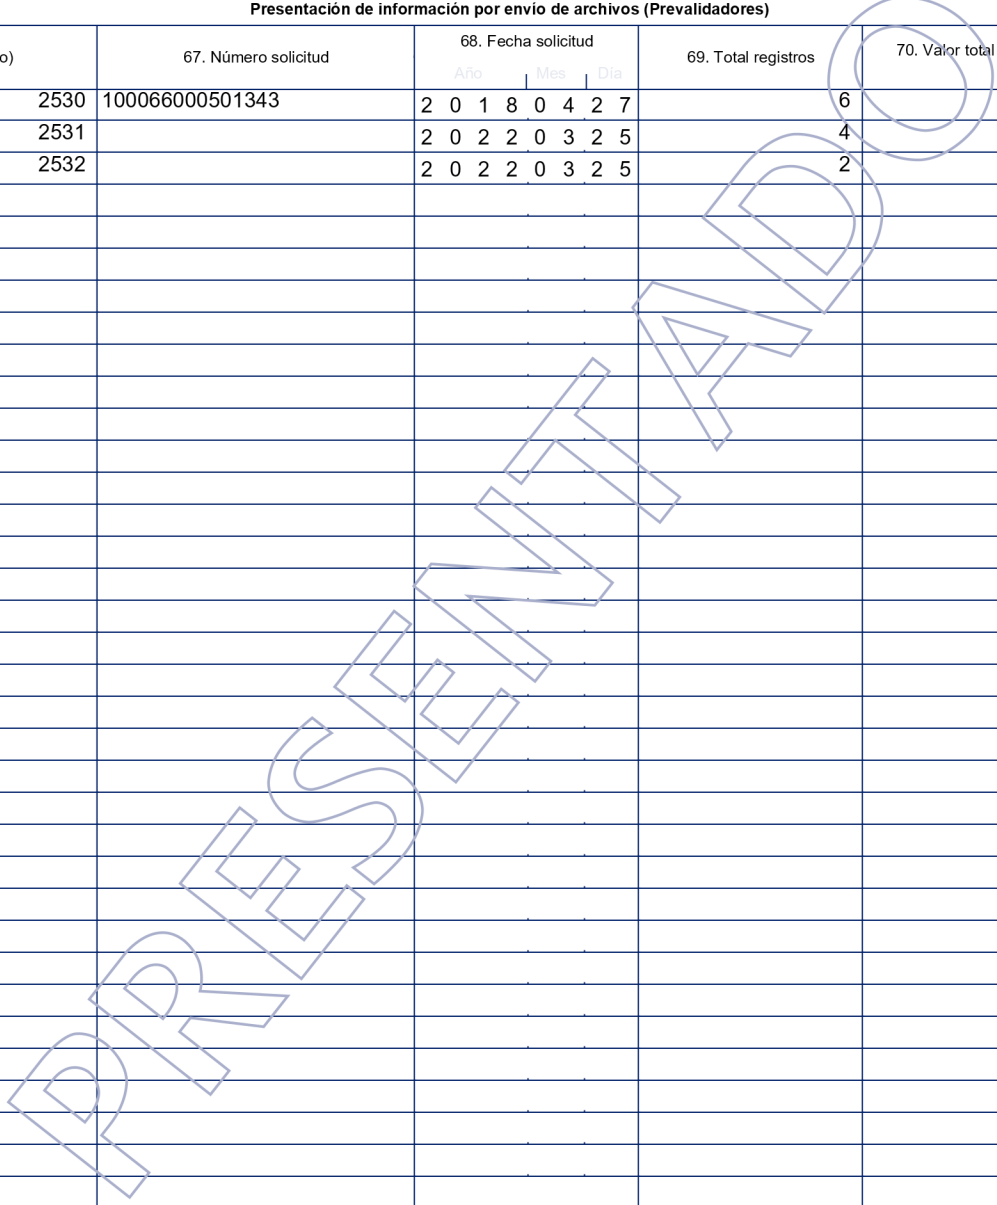 Presentación de información por envío de archivos (Prevalidadores)
o) 67. Número solicitud 68. Fecha solicitud 69. Total registros 70. Valor total
Año Mes Día
2530 100066000501343 2 0 1 8 0 4 2 7 6
2531 2 0 2 2 0 3 2 5 4
2532 2 0 2 2 0 3 2 5 2
PRESENTADO